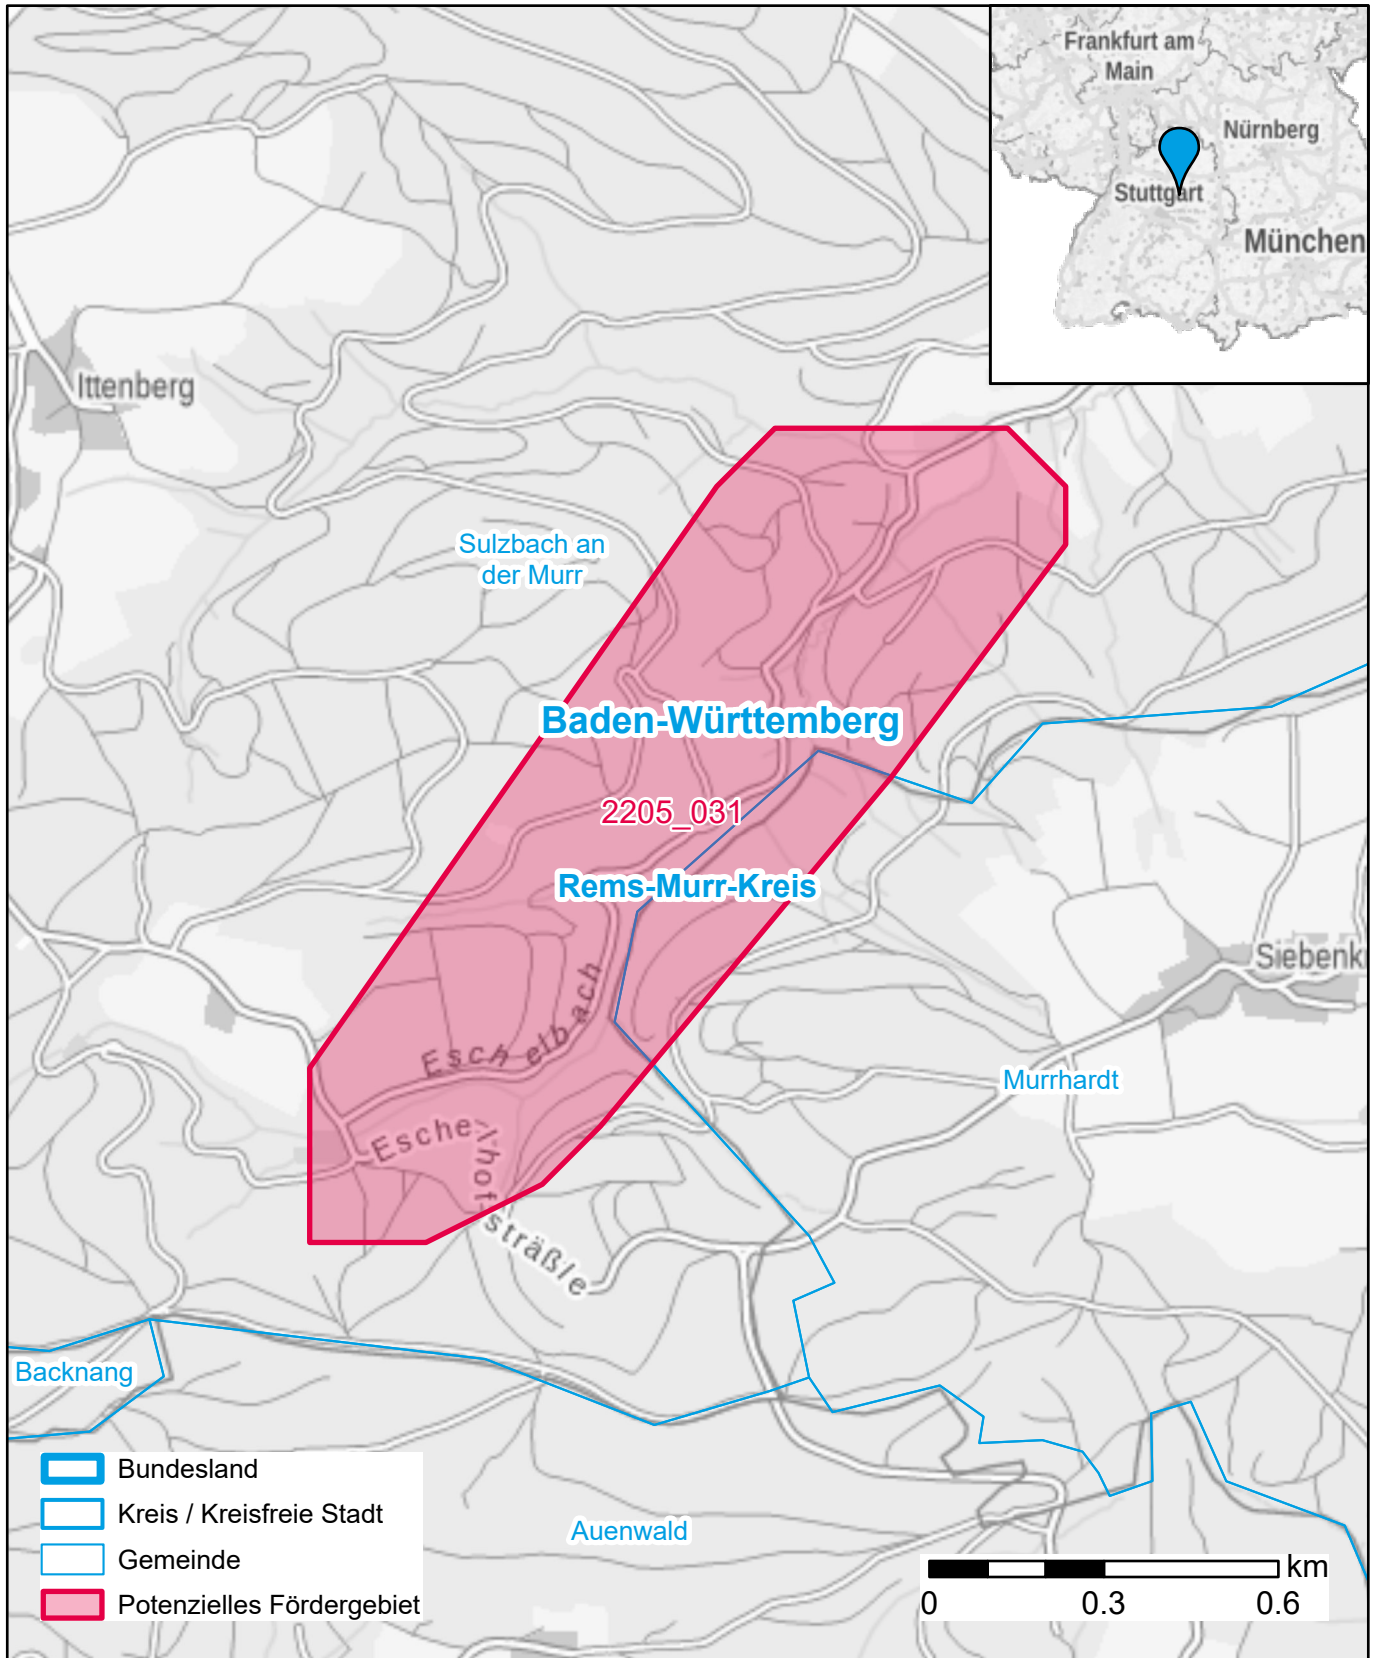 Frankfurt am
Main
Nürnberg
Stuttgart
München
Ittenberg
Sulzbach an
der Murr
Baden-Württemberg
2205_031
Rems-Murr-Kreis
Siebenk
Eschelbach
Murrhardt
Eschelhofsträßle
Backnang
Auenwald
Bundesland
Kreis / Kreisfreie Stadt
Gemeinde
Potenzielles Fördergebiet
km
0 0.3 0.6